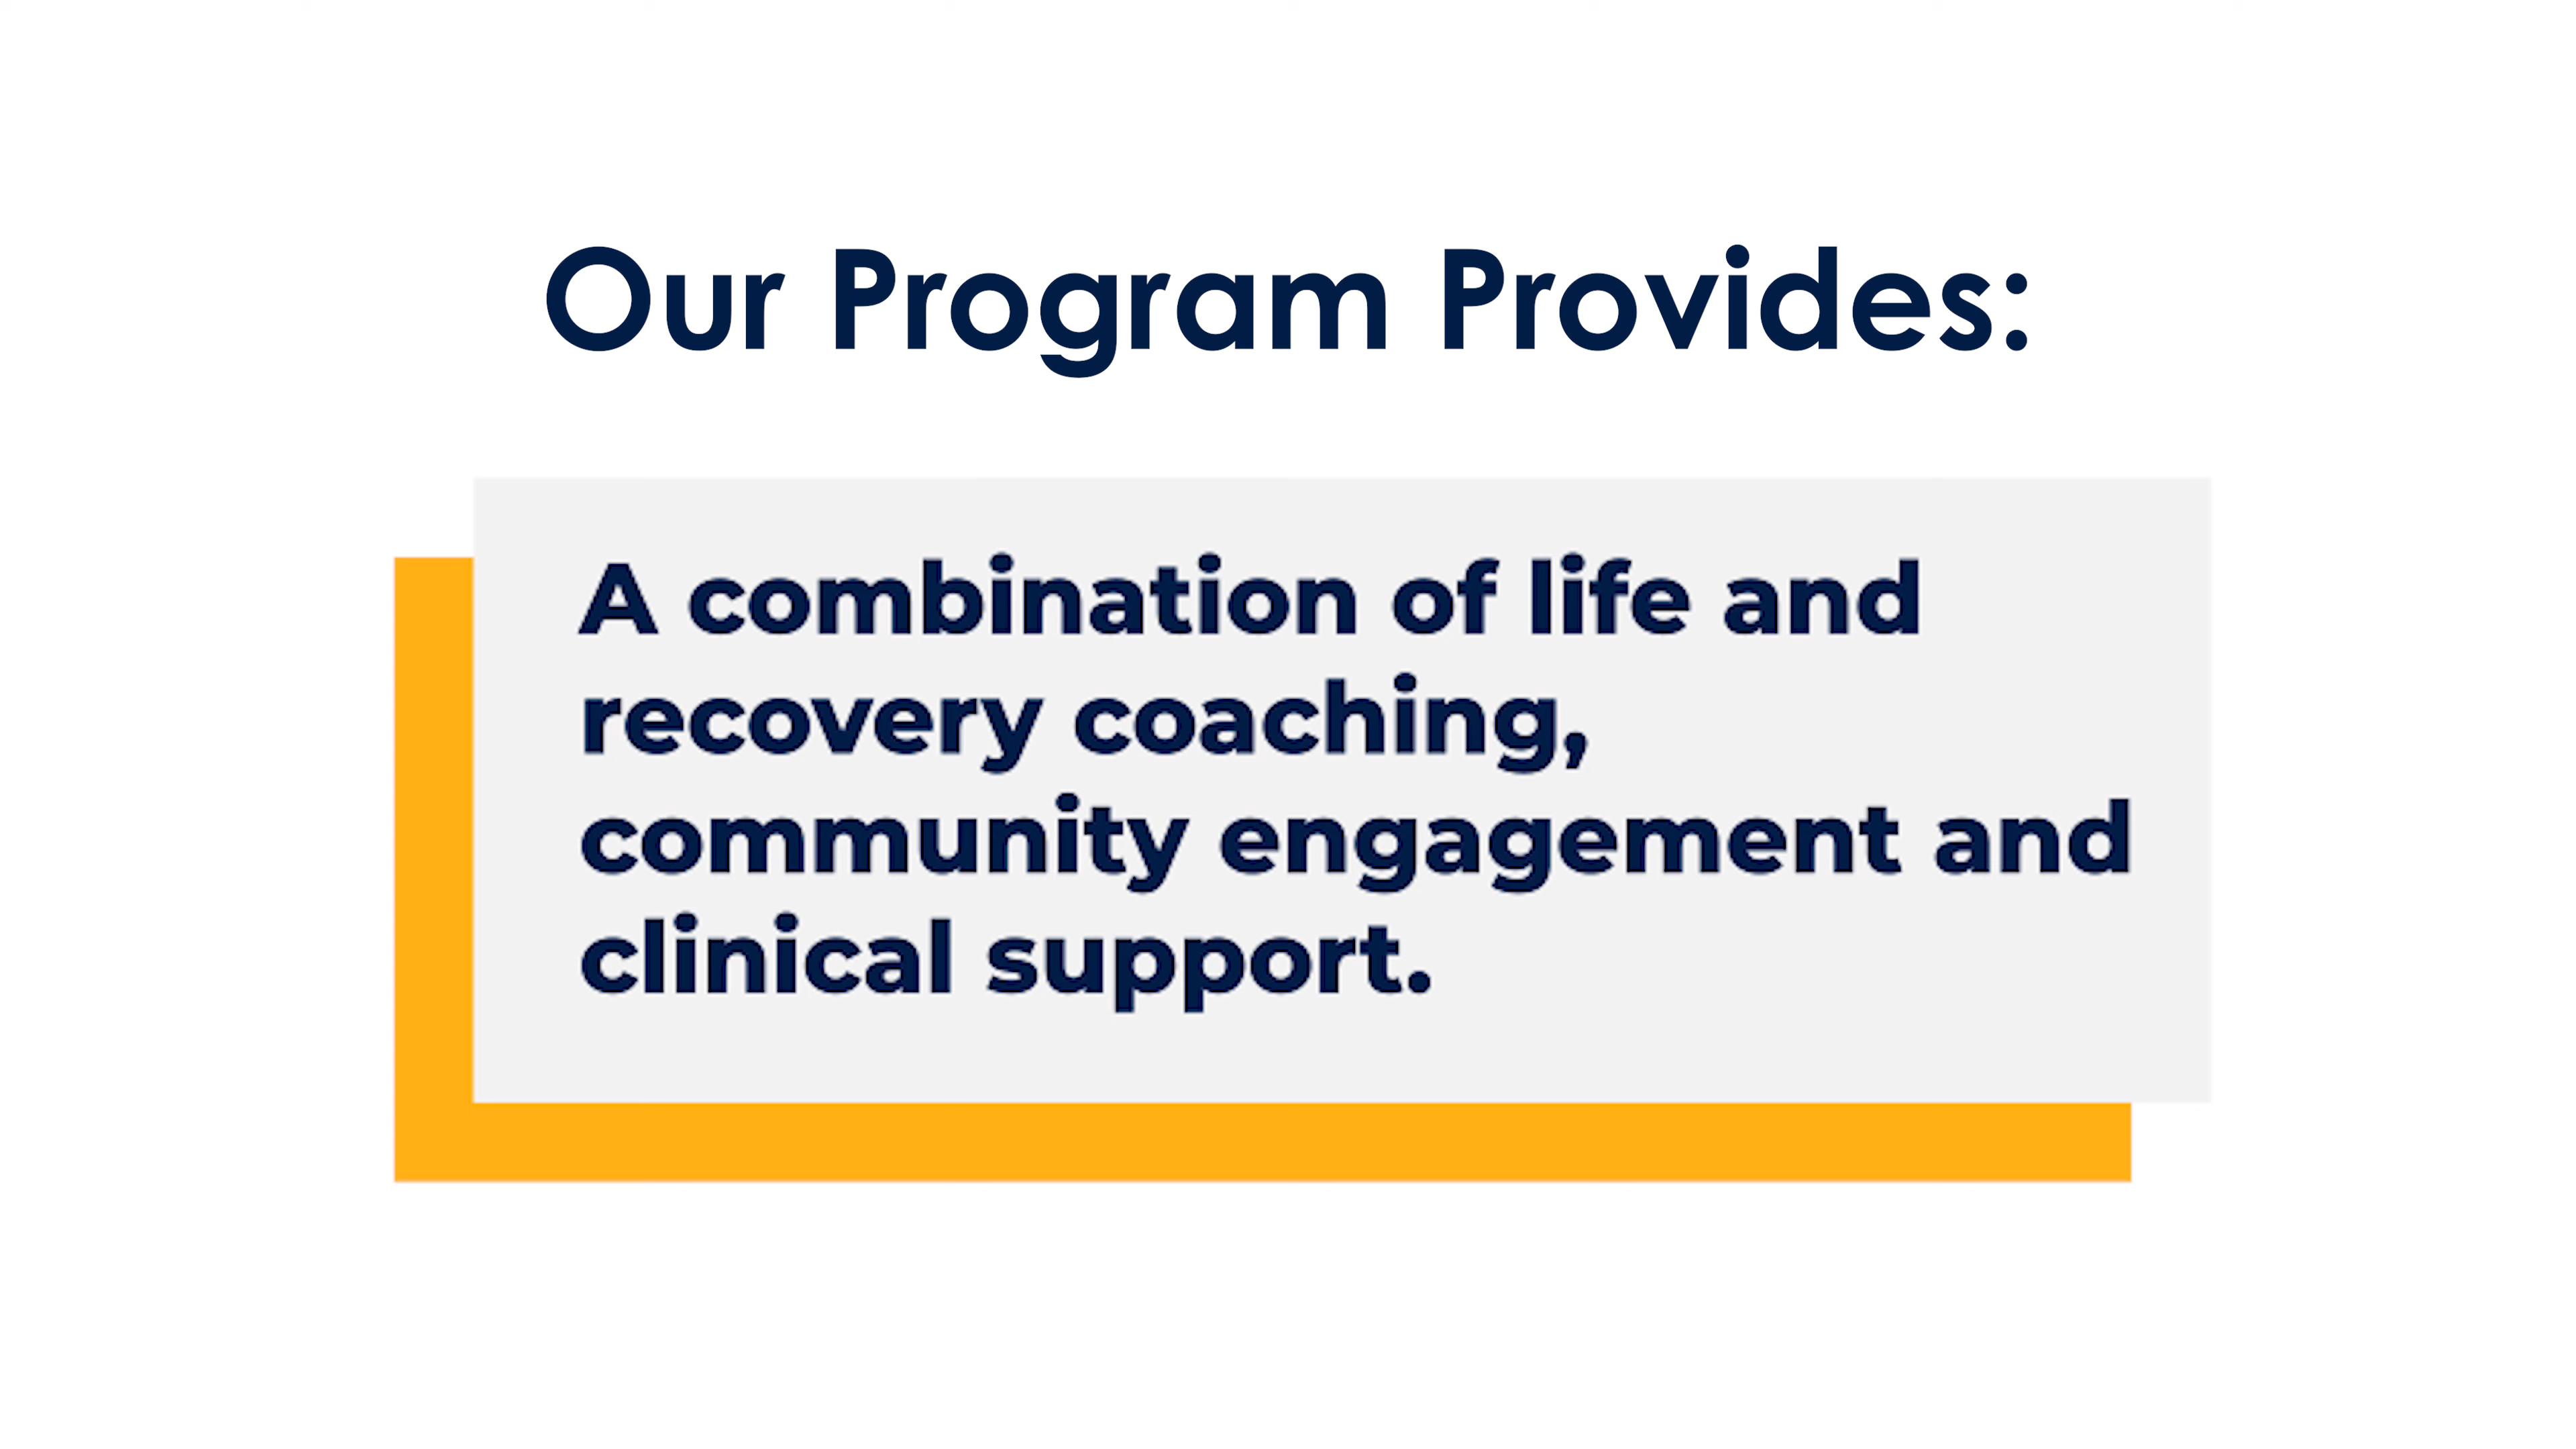 Our Program Provides:
A combination of life and
recovery coaching,
community engagement and
clinical support.